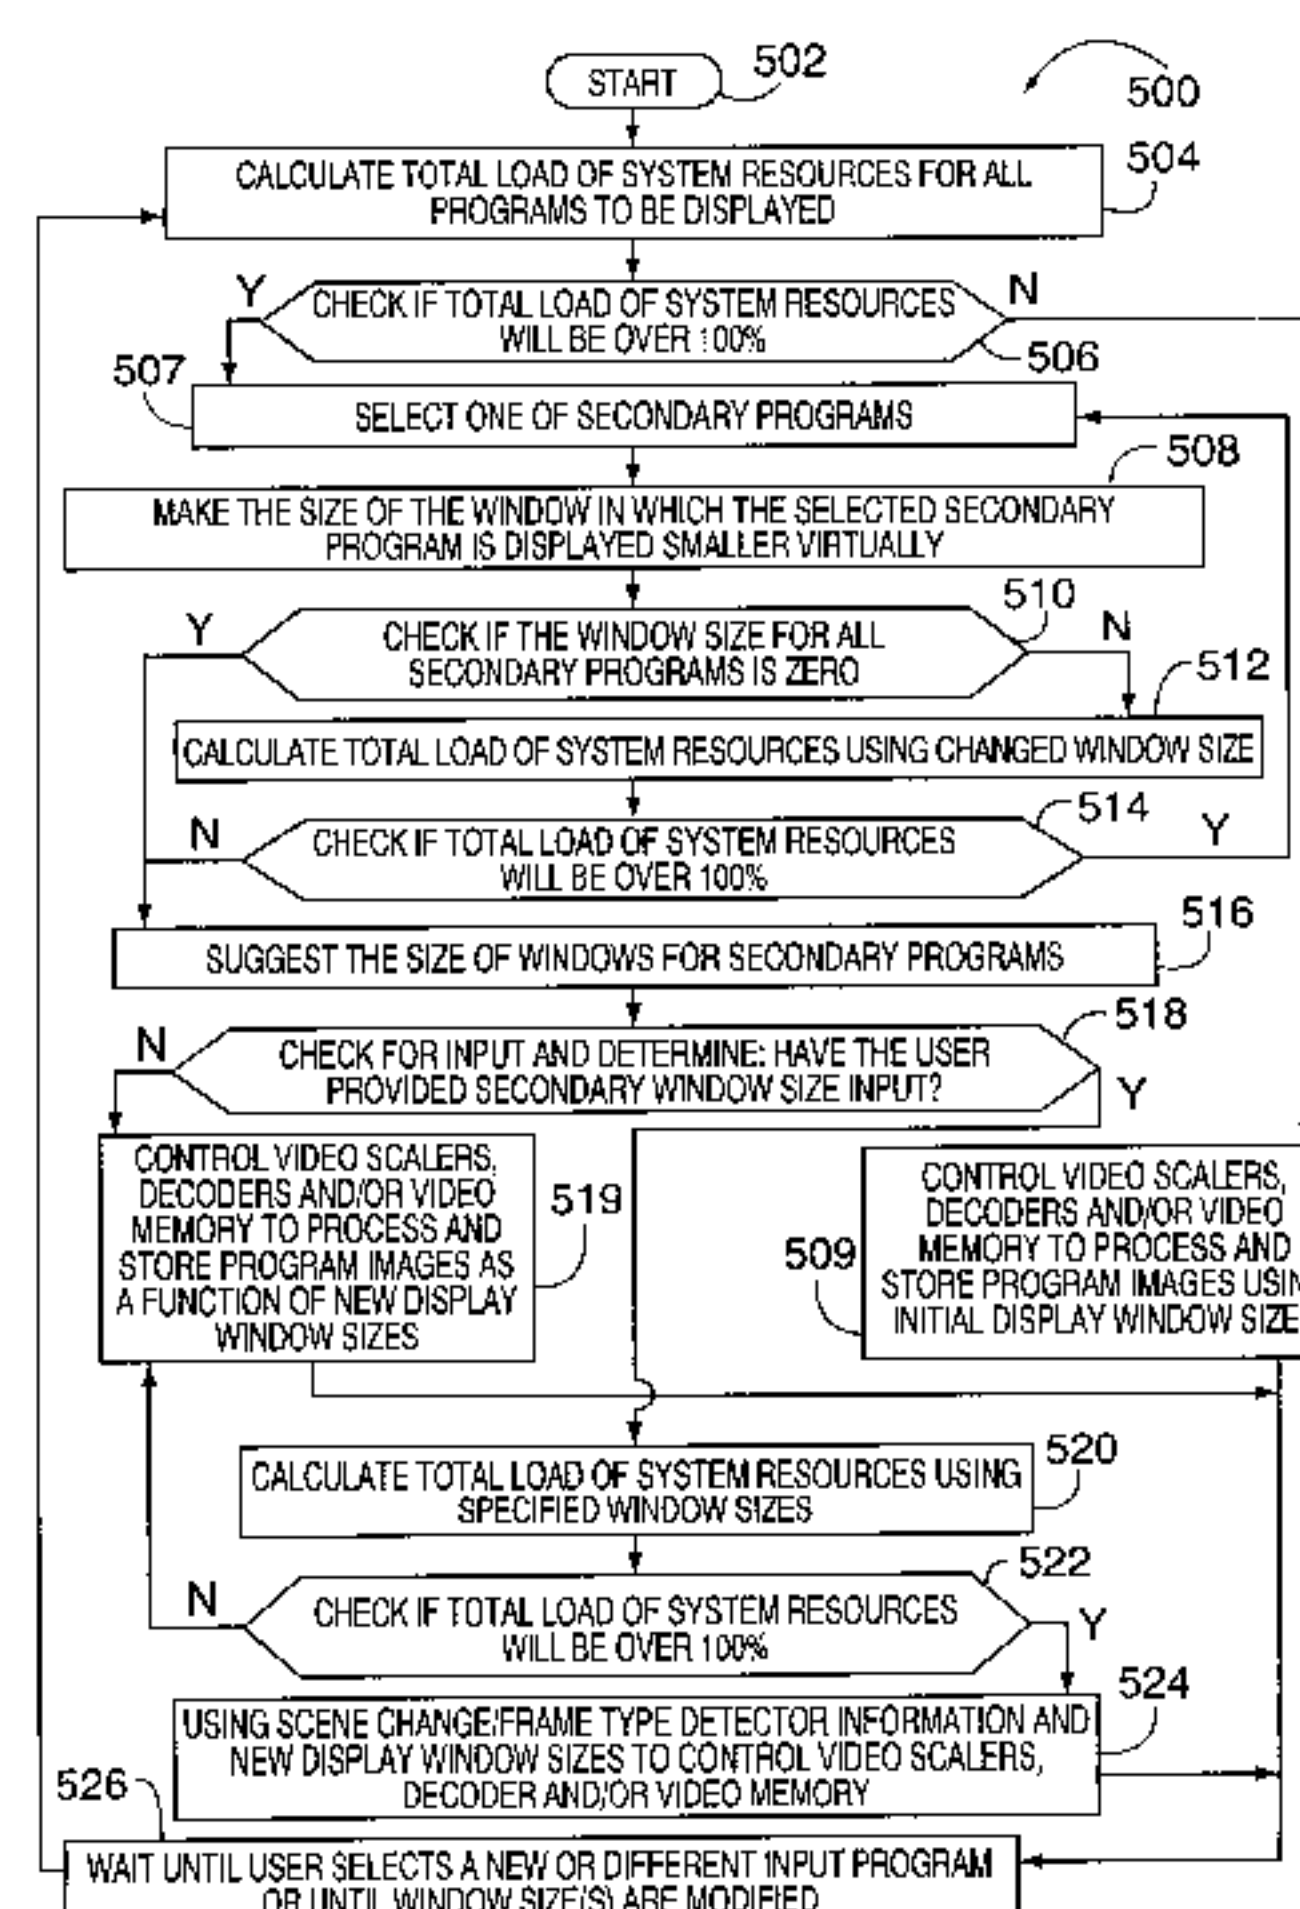 START
502
500
CALCULATE TOTAL LOAD OF SYSTEM RESOURCES FOR ALL
PROGRAMS TO BE DISPLAYED
504
Y
CHECK IF TOTAL LOAD OF SYSTEM RESOURCES
WILL BE OVER 100%
N
506
507
SELECT ONE OF SECONDARY PROGRAMS
508
MAKE THE SIZE OF THE WINDOW IN WHICH THE SELECTED SECONDARY
PROGRAM IS DISPLAYED SMALLER VIRTUALLY
510
Y
CHECK IF THE WINDOW SIZE FOR ALL
SECONDARY PROGRAMS IS ZERO
N
512
CALCULATE TOTAL LOAD OF SYSTEM RESOURCES USING CHANGED WINDOW SIZE
514
N
CHECK IF TOTAL LOAD OF SYSTEM RESOURCES
WILL BE OVER 100%
Y
516
SUGGEST THE SIZE OF WINDOWS FOR SECONDARY PROGRAMS
518
N
CHECK FOR INPUT AND DETERMINE: HAVE THE USER
PROVIDED SECONDARY WINDOW SIZE INPUT?
Y
CONTROL VIDEO SCALERS,
DECODERS AND/OR VIDEO
MEMORY TO PROCESS AND
STORE PROGRAM IMAGES AS
A FUNCTION OF NEW DISPLAY
WINDOW SIZES
519
509
CONTROL VIDEO SCALERS,
DECODERS AND/OR VIDEO
MEMORY TO PROCESS AND
STORE PROGRAM IMAGES USIN
INITIAL DISPLAY WINDOW SIZE
520
CALCULATE TOTAL LOAD OF SYSTEM RESOURCES USING
SPECIFIED WINDOW SIZES
522
N
CHECK IF TOTAL LOAD OF SYSTEM RESOURCES
WILL BE OVER 100%
Y
524
USING SCENE CHANGE/FRAME TYPE DETECTOR INFORMATION AND
NEW DISPLAY WINDOW SIZES TO CONTROL VIDEO SCALERS,
DECODER AND/OR VIDEO MEMORY
526
WAIT UNTIL USER SELECTS A NEW OR DIFFERENT INPUT PROGRAM
OR UNTIL WINDOW SIZE(S) ARE MODIFIED